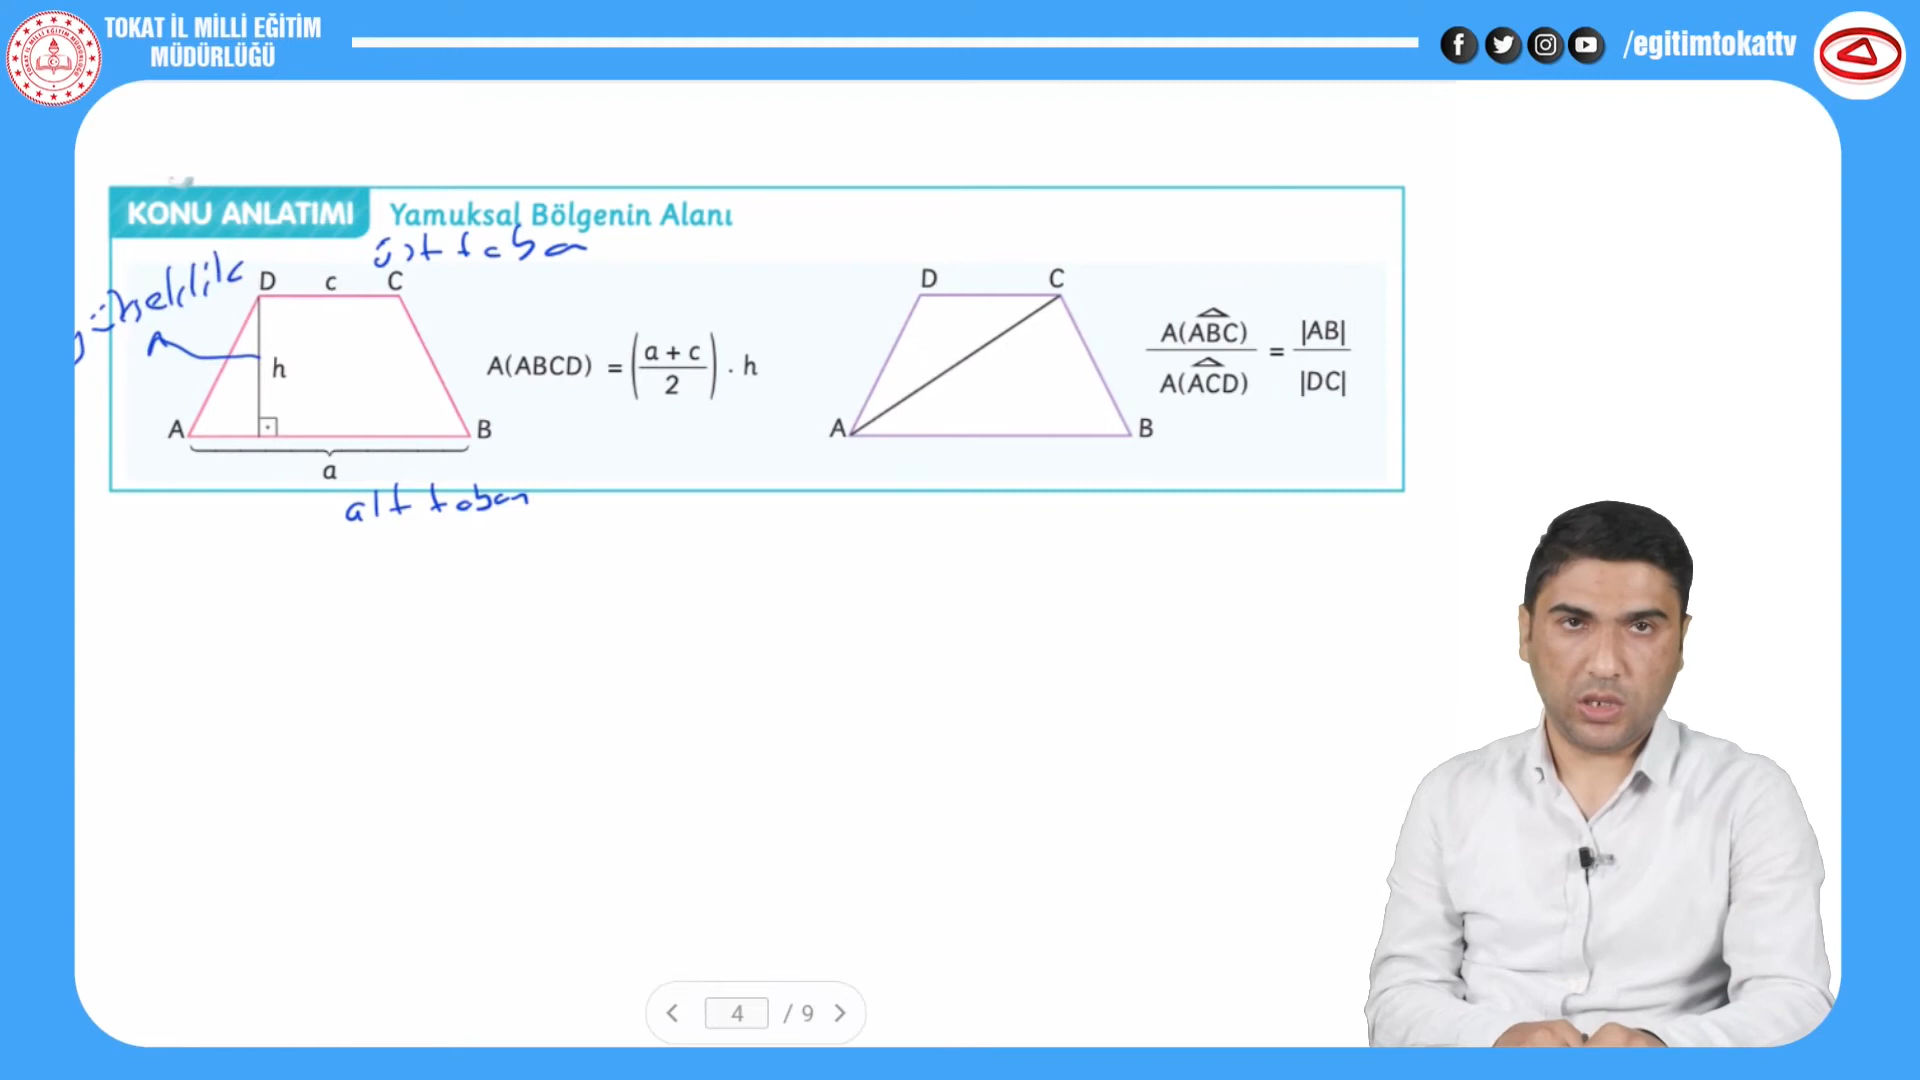 TOKAT İL MİLLİ EĞİTİM
MÜDÜRLÜĞÜ
/egitimtokattv
KONU ANLATIMI
Yamuksal Bölgenin Alanı
üst taban
yükseklik
D c C
h
A B
a
alt taban
A(ABCD) = (a + c / 2) . h
D C
A B
A(ABC) / A(ACD) = |AB| / |DC|
4 / 9